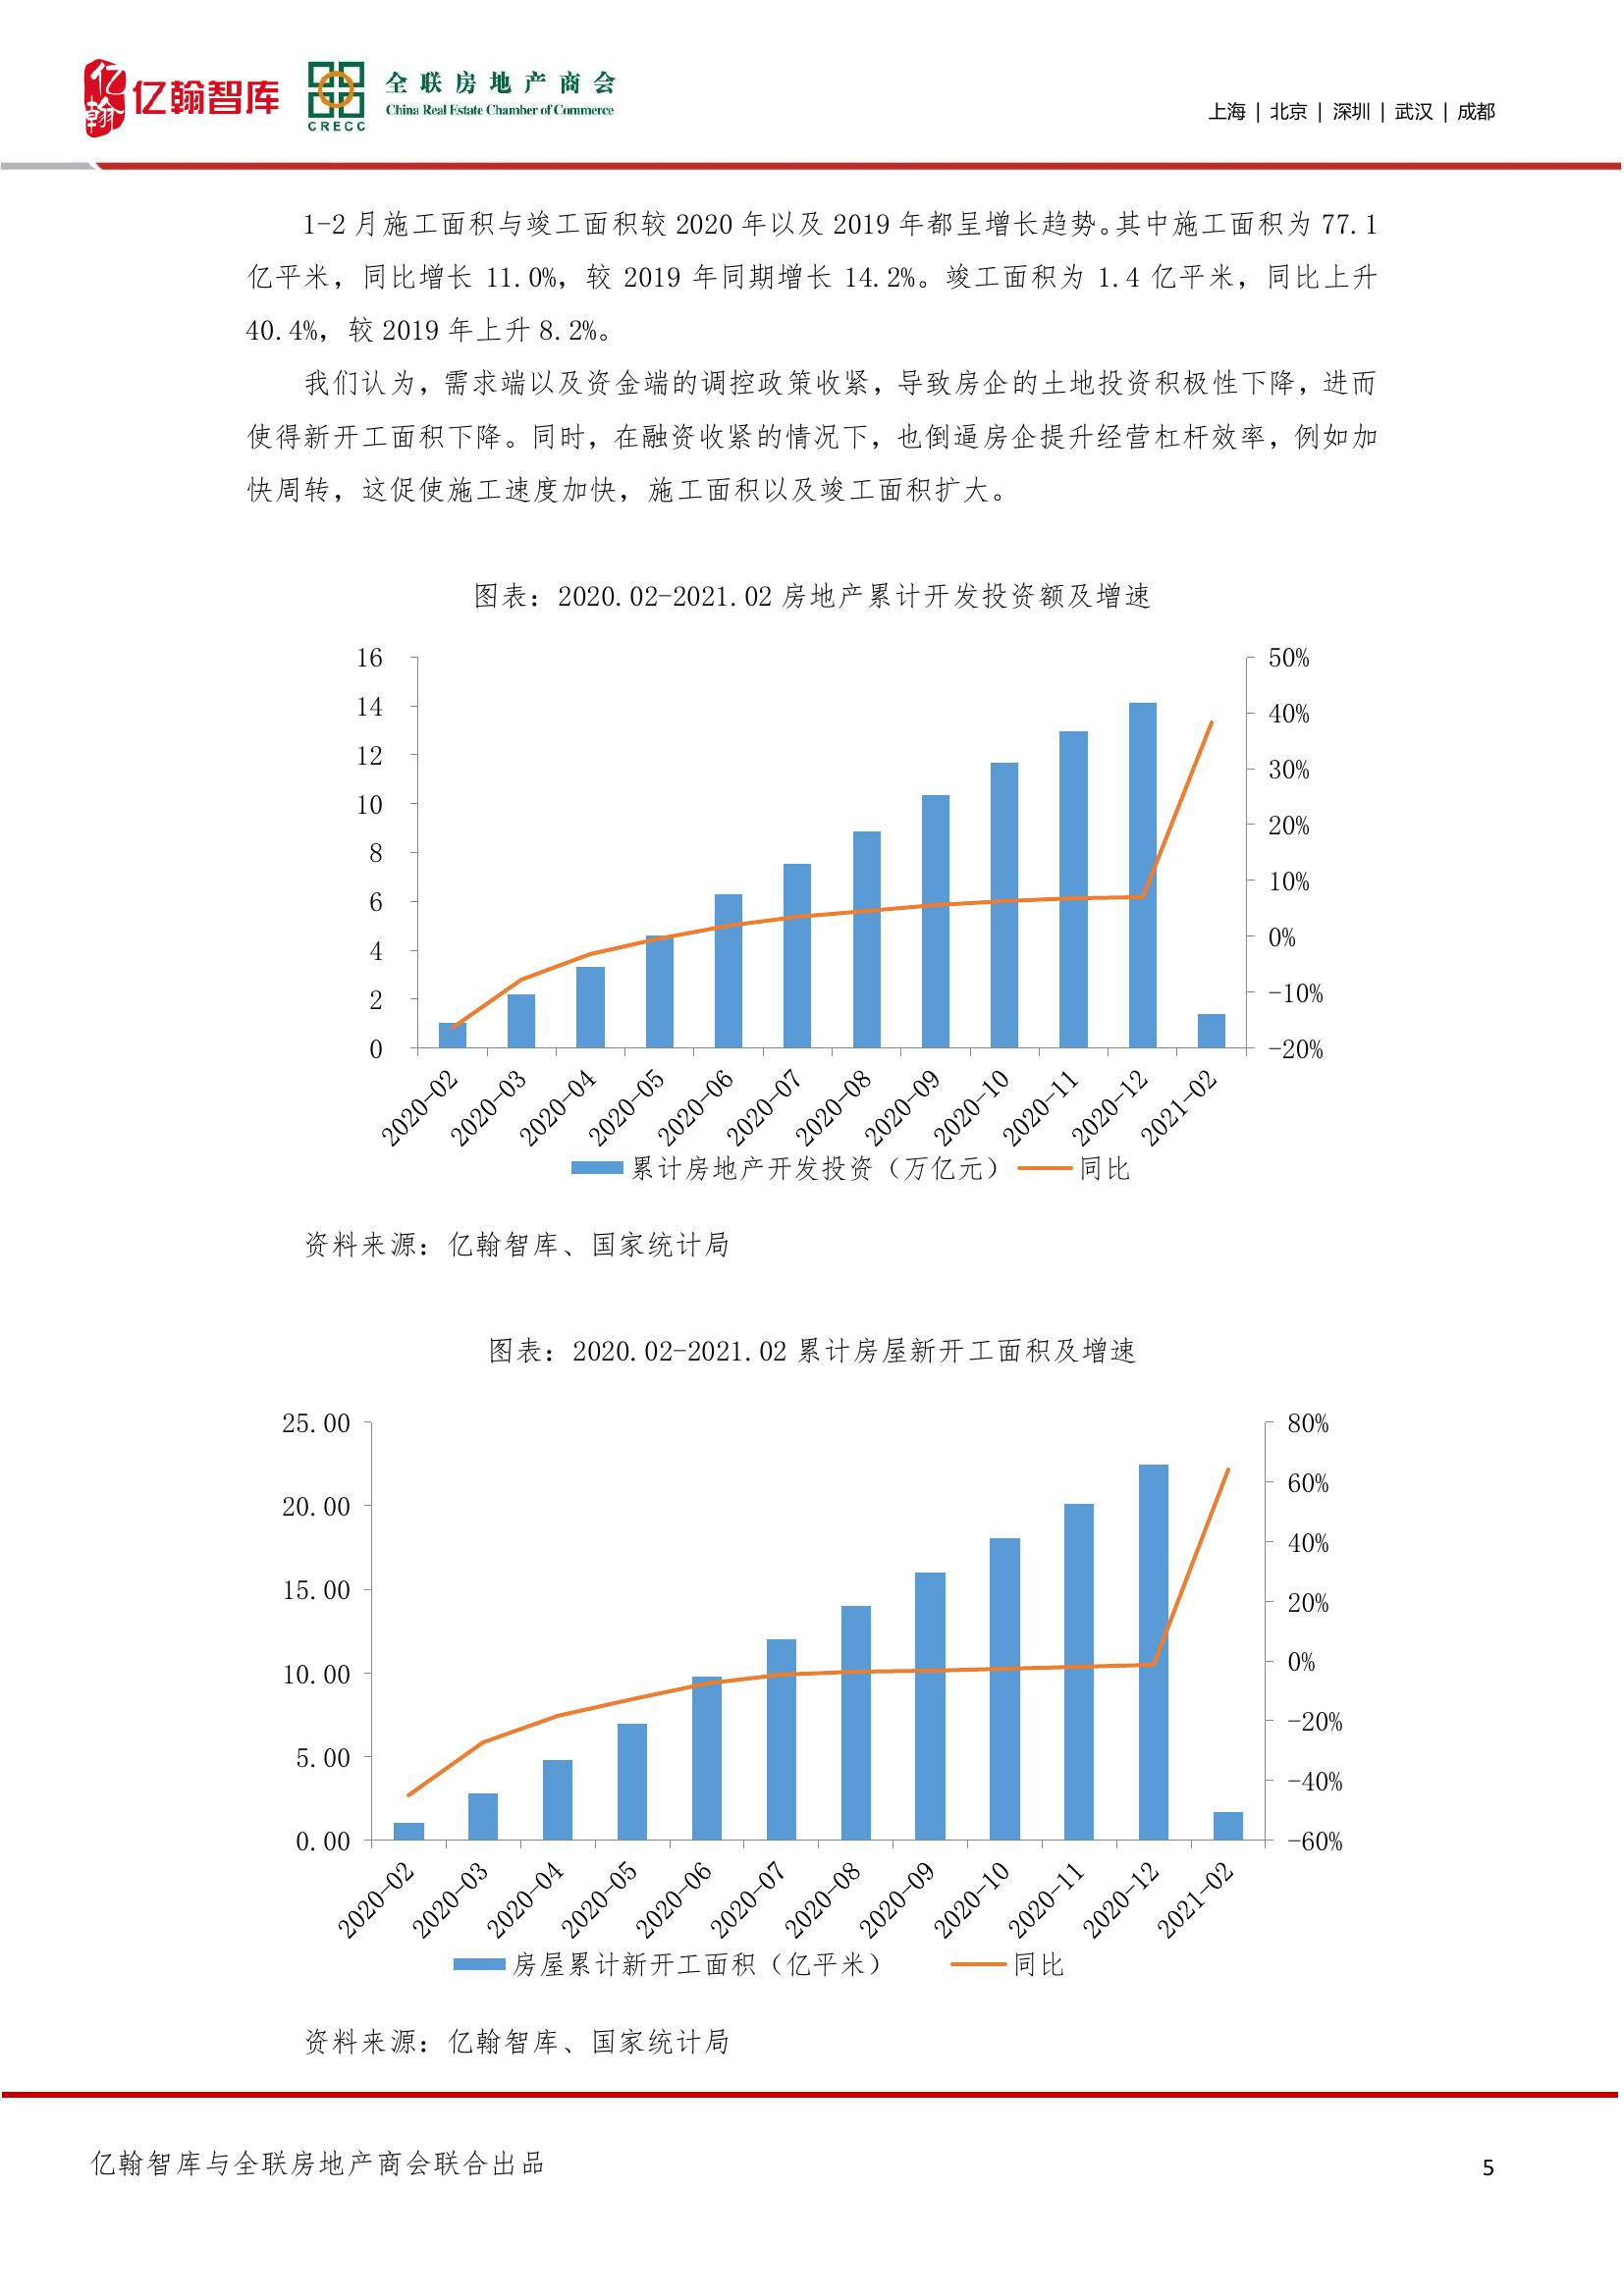 亿翰
亿翰智库
CRECC
全联房地产商会
China Real Estate Chamber of Commerce
上海 | 北京 | 深圳 | 武汉 | 成都
1-2 月施工面积与竣工面积较 2020 年以及 2019 年都呈增长趋势。其中施工面积为 77.1
亿平米，同比增长 11.0%，较 2019 年同期增长 14.2%。竣工面积为 1.4 亿平米，同比上升
40.4%，较 2019 年上升 8.2%。
我们认为，需求端以及资金端的调控政策收紧，导致房企的土地投资积极性下降，进而
使得新开工面积下降。同时，在融资收紧的情况下，也倒逼房企提升经营杠杆效率，例如加
快周转，这促使施工速度加快，施工面积以及竣工面积扩大。
图表：2020.02-2021.02 房地产累计开发投资额及增速
16
14
12
10
8
6
4
2
0
50%
40%
30%
20%
10%
0%
-10%
-20%
2020-02
2020-03
2020-04
2020-05
2020-06
2020-07
2020-08
2020-09
2020-10
2020-11
2020-12
2021-02
累计房地产开发投资（万亿元） 同比
资料来源：亿翰智库、国家统计局
图表：2020.02-2021.02 累计房屋新开工面积及增速
25.00
20.00
15.00
10.00
5.00
0.00
80%
60%
40%
20%
0%
-20%
-40%
-60%
2020-02
2020-03
2020-04
2020-05
2020-06
2020-07
2020-08
2020-09
2020-10
2020-11
2020-12
2021-02
房屋累计新开工面积（亿平米） 同比
资料来源：亿翰智库、国家统计局
亿翰智库与全联房地产商会联合出品
5